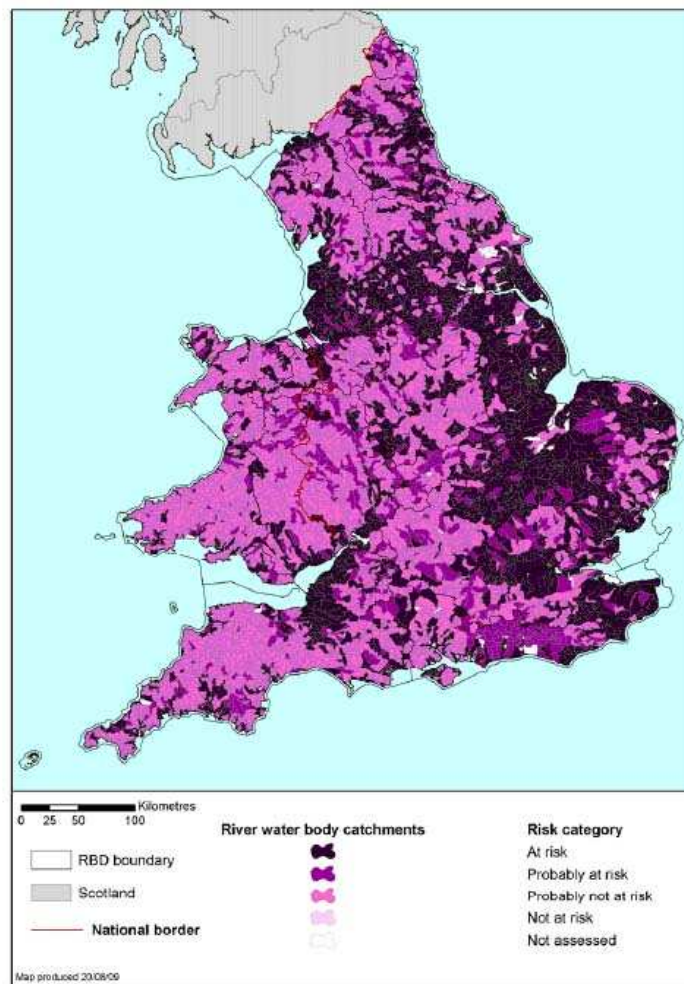 Kilometres
0 25 50 100
River water body catchments
Risk category
RBD boundary
At risk
Scotland
Probably at risk
Probably not at risk
National border
Not at risk
Not assessed
Map produced 20/08/09